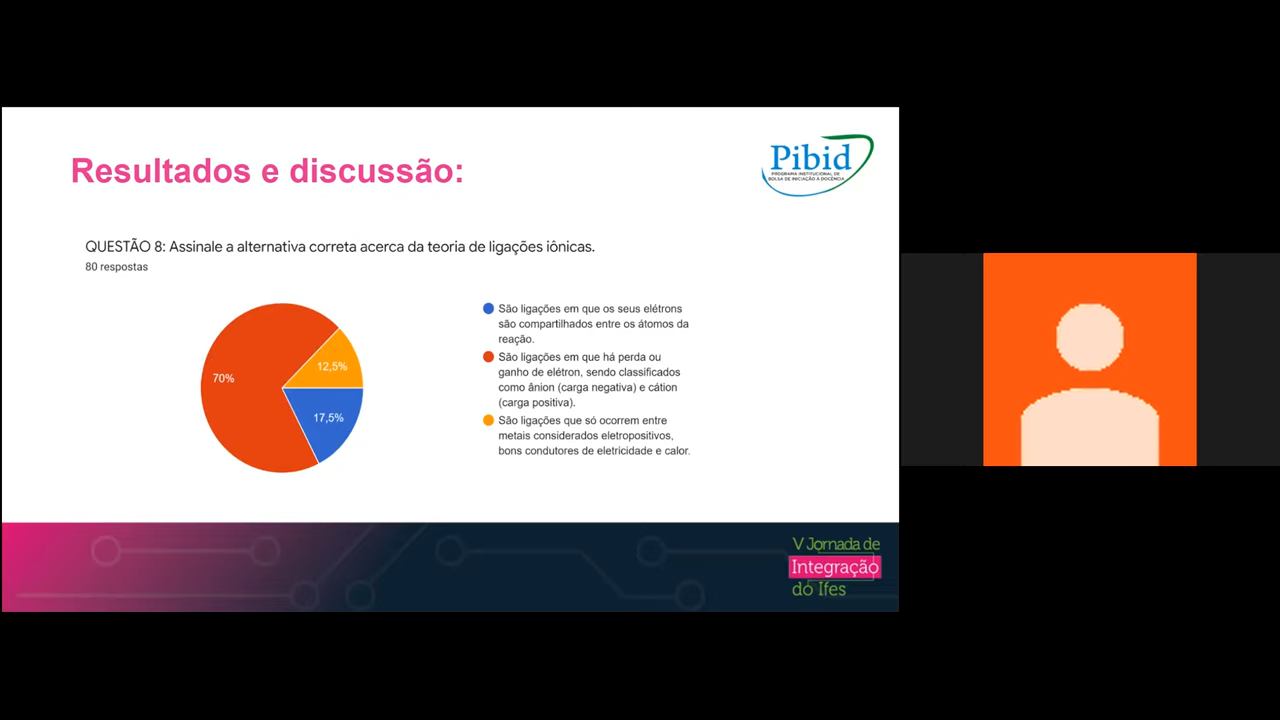 Resultados e discussão:
Pibid
PROGRAMA INSTITUCIONAL DE
BOLSA DE INICIAÇÃO À DOCÊNCIA
QUESTÃO 8: Assinale a alternativa correta acerca da teoria de ligações iônicas.
80 respostas
70%
12,5%
17,5%
São ligações em que os seus elétrons
são compartilhados entre os átomos da
reação.
São ligações em que há perda ou
ganho de elétron, sendo classificados
como ânion (carga negativa) e cátion
(carga positiva).
São ligações que só ocorrem entre
metais considerados eletropositivos,
bons condutores de eletricidade e calor.
V Jornada de
Integração
do Ifes